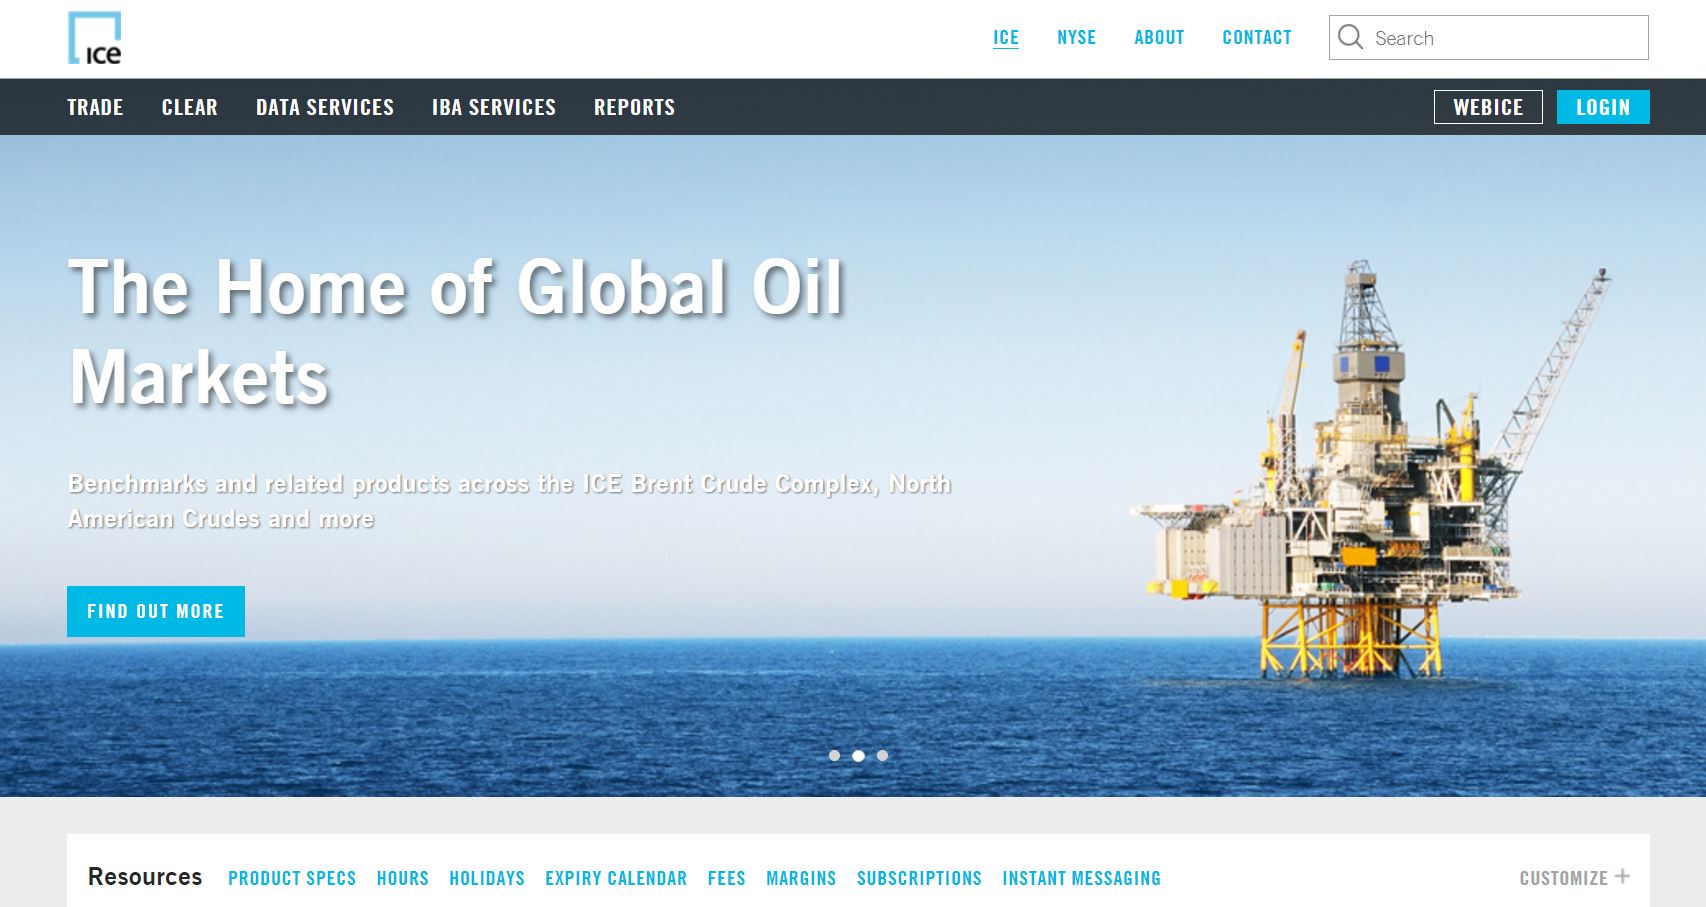 ice
ICE NYSE ABOUT CONTACT Search
TRADE CLEAR DATA SERVICES IBA SERVICES REPORTS WEBICE LOGIN
The Home of Global Oil
Markets
Benchmarks and related products across the ICE Brent Crude Complex, North
American Crudes and more
FIND OUT MORE
Resources PRODUCT SPECS HOURS HOLIDAYS EXPIRY CALENDAR FEES MARGINS SUBSCRIPTIONS INSTANT MESSAGING CUSTOMIZE +